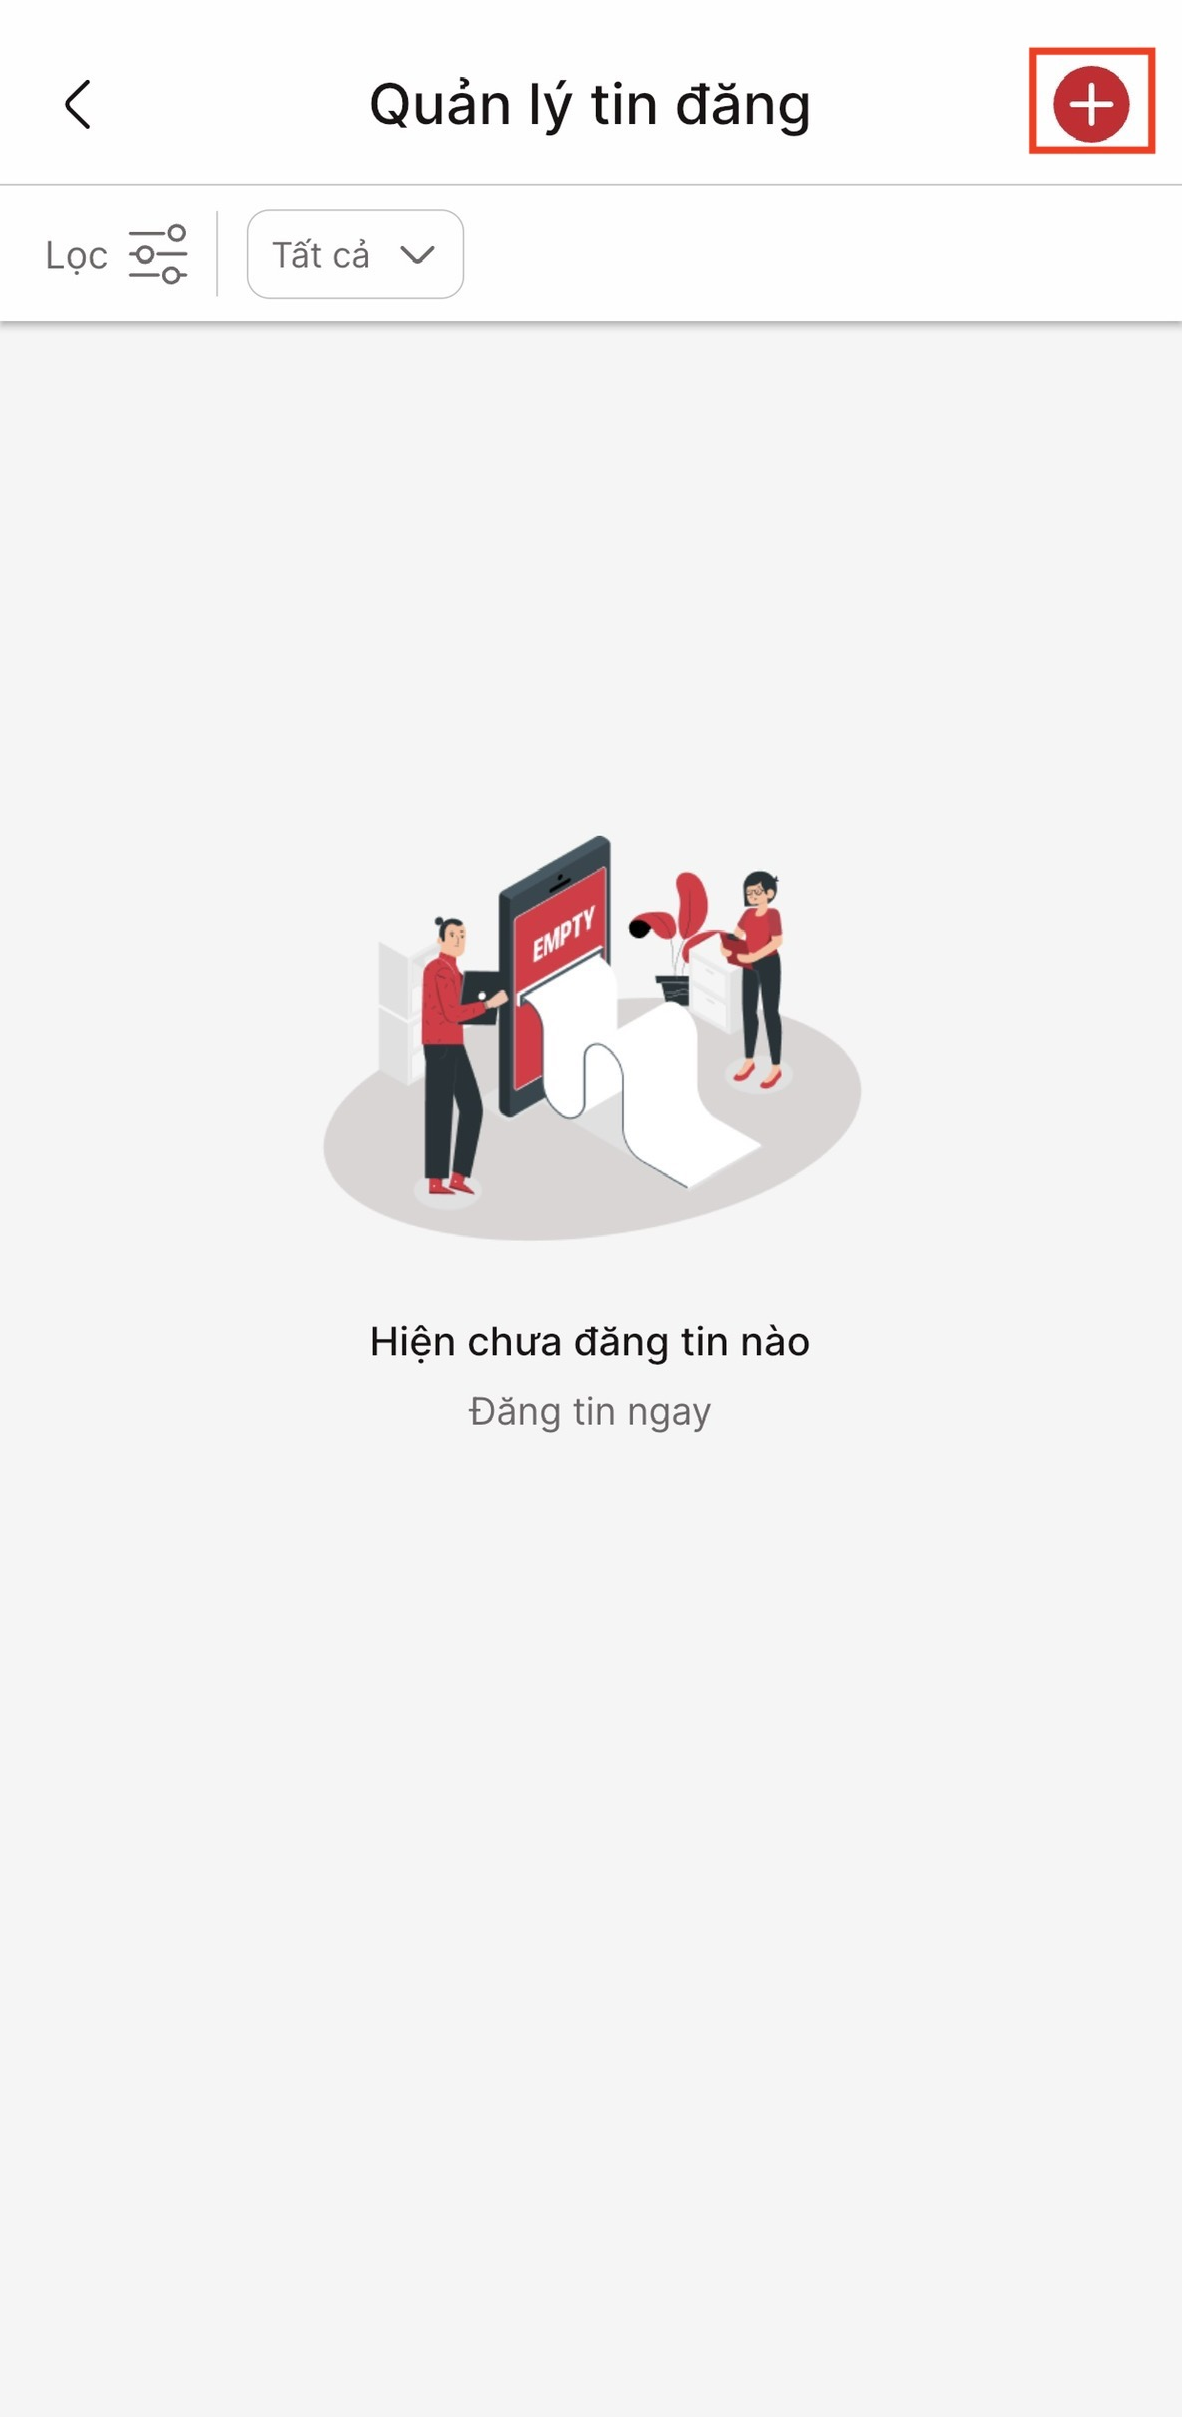 Quản lý tin đăng
Lọc
Tất cả
EMPTY
Hiện chưa đăng tin nào
Đăng tin ngay